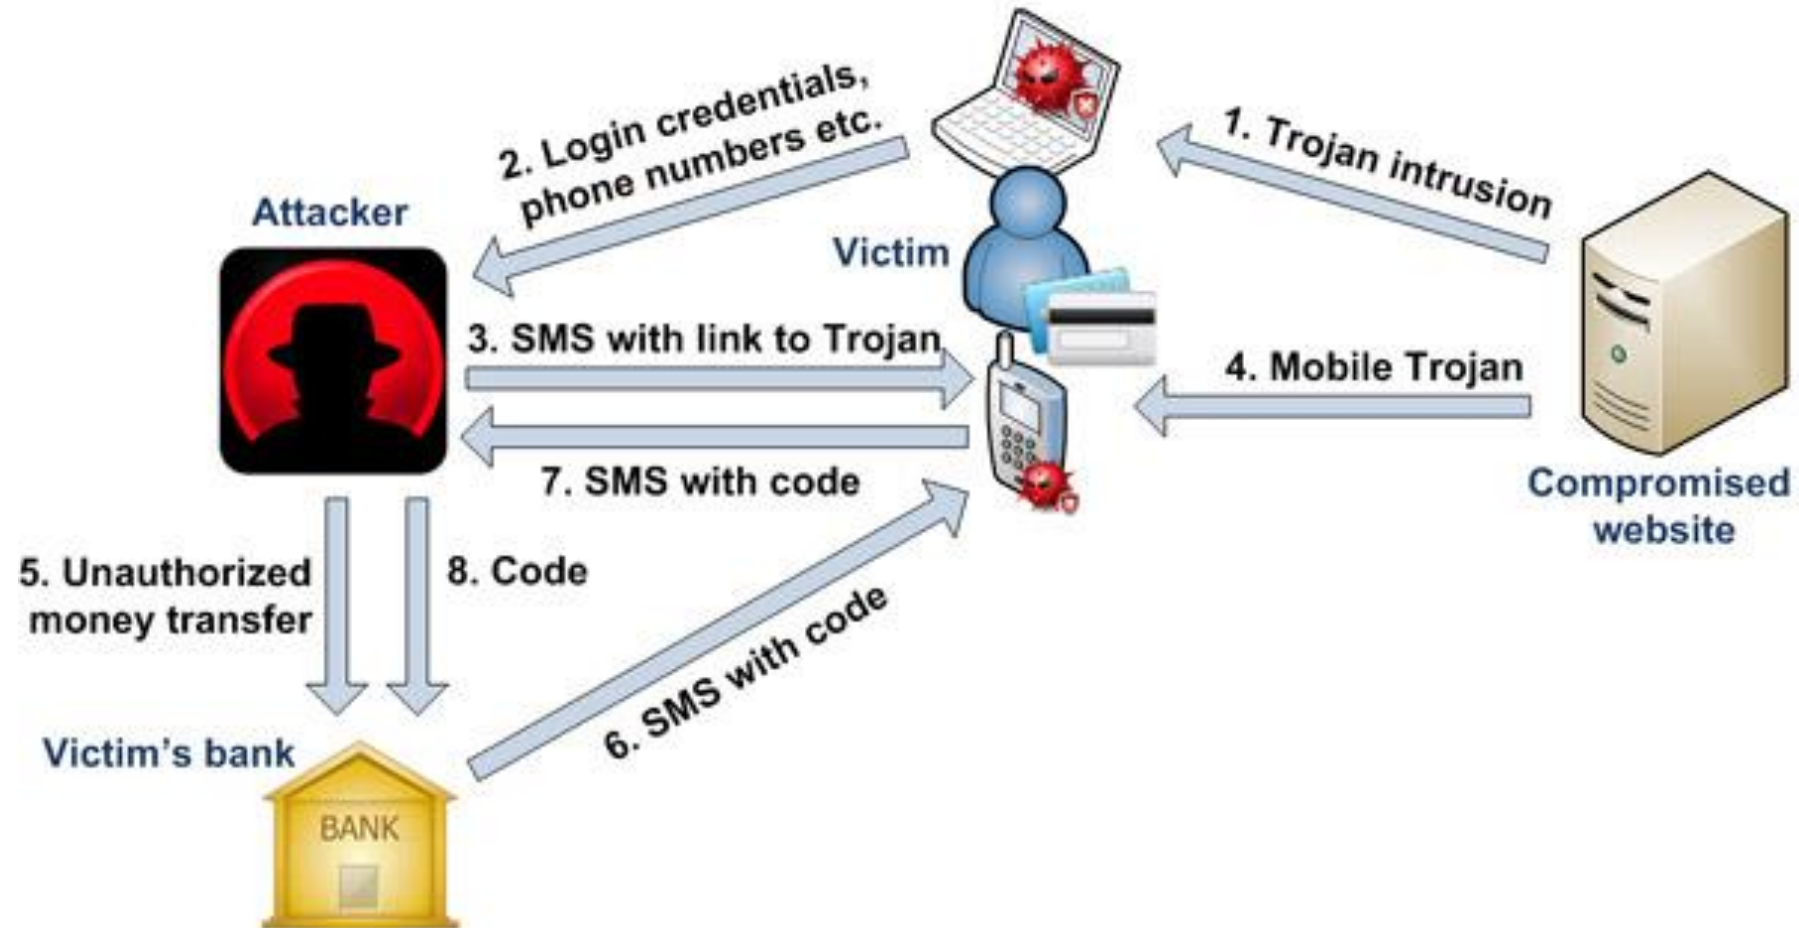 2. Login credentials,
phone numbers etc.
1. Trojan intrusion
Attacker
Victim
3. SMS with link to Trojan
4. Mobile Trojan
7. SMS with code
Compromised
website
5. Unauthorized
money transfer
8. Code
6. SMS with code
Victim's bank
BANK